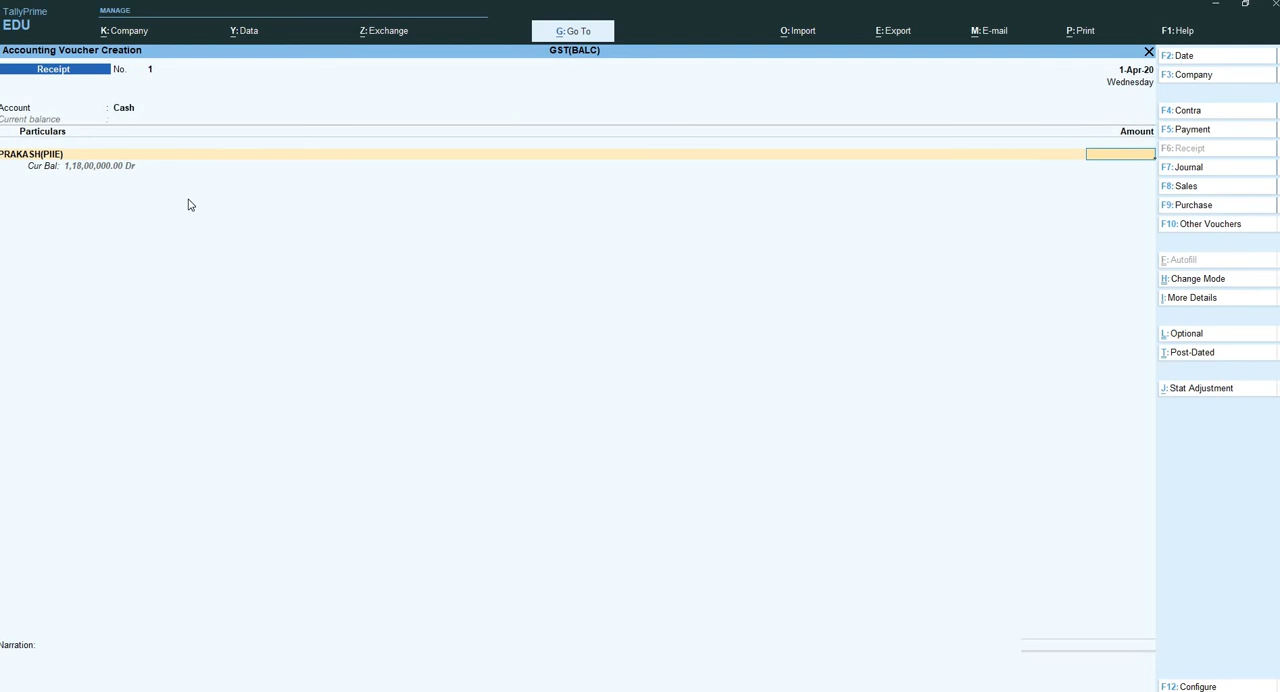 TallyPrime
EDU
MANAGE
K: Company
Y: Data
Z: Exchange
G: Go To
O: Import
E: Export
M: E-mail
P: Print
F1: Help
Accounting Voucher Creation
GST(BALC)
Receipt No. 1
1-Apr-20
Wednesday
Account : Cash
Current balance :
Particulars
Amount
PRAKASH(PIIE)
Cur Bal: 1,18,00,000.00 Dr
Narration:
F2: Date
F3: Company
F4: Contra
F5: Payment
F6: Receipt
F7: Journal
F8: Sales
F9: Purchase
F10: Other Vouchers
F: Autofill
H: Change Mode
I: More Details
L: Optional
T: Post-Dated
J: Stat Adjustment
F12: Configure